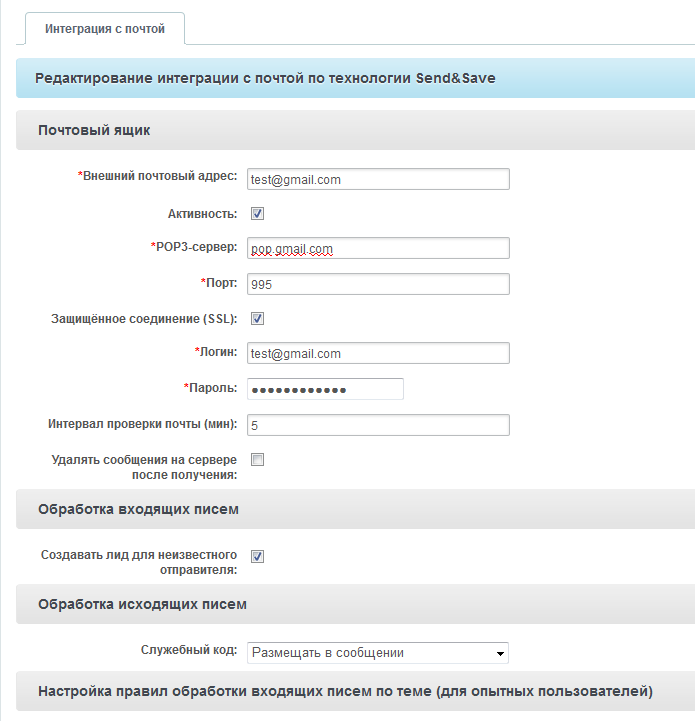 Интеграция с почтой
Редактирование интеграции с почтой по технологии Send&Save
Почтовый ящик
*Внешний почтовый адрес: test@gmail.com
Активность:
*POP3-сервер: pop.gmail.com
*Порт: 995
Защищённое соединение (SSL):
*Логин: test@gmail.com
*Пароль: ●●●●●●●●●●●●
Интервал проверки почты (мин): 5
Удалять сообщения на сервере
после получения:
Обработка входящих писем
Создавать лид для неизвестного
отправителя:
Обработка исходящих писем
Служебный код: Размещать в сообщении
Настройка правил обработки входящих писем по теме (для опытных пользователей)